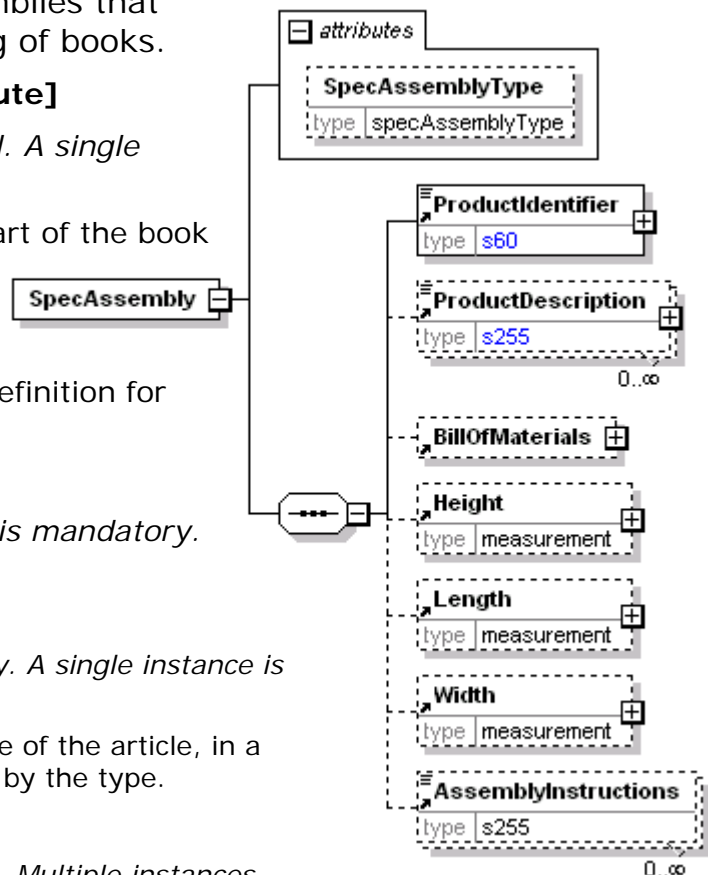 mblies that
g of books.
ute]
l. A single
art of the book
efinition for
is mandatory.
y. A single instance is
e of the article, in a
by the type.
Multiple instances
attributes
SpecAssemblyType
type specAssemblyType
SpecAssembly
ProductIdentifier
type s60
ProductDescription
type s255
0..∞
BillOfMaterials
Height
type measurement
Length
type measurement
Width
type measurement
AssemblyInstructions
type s255
0..∞